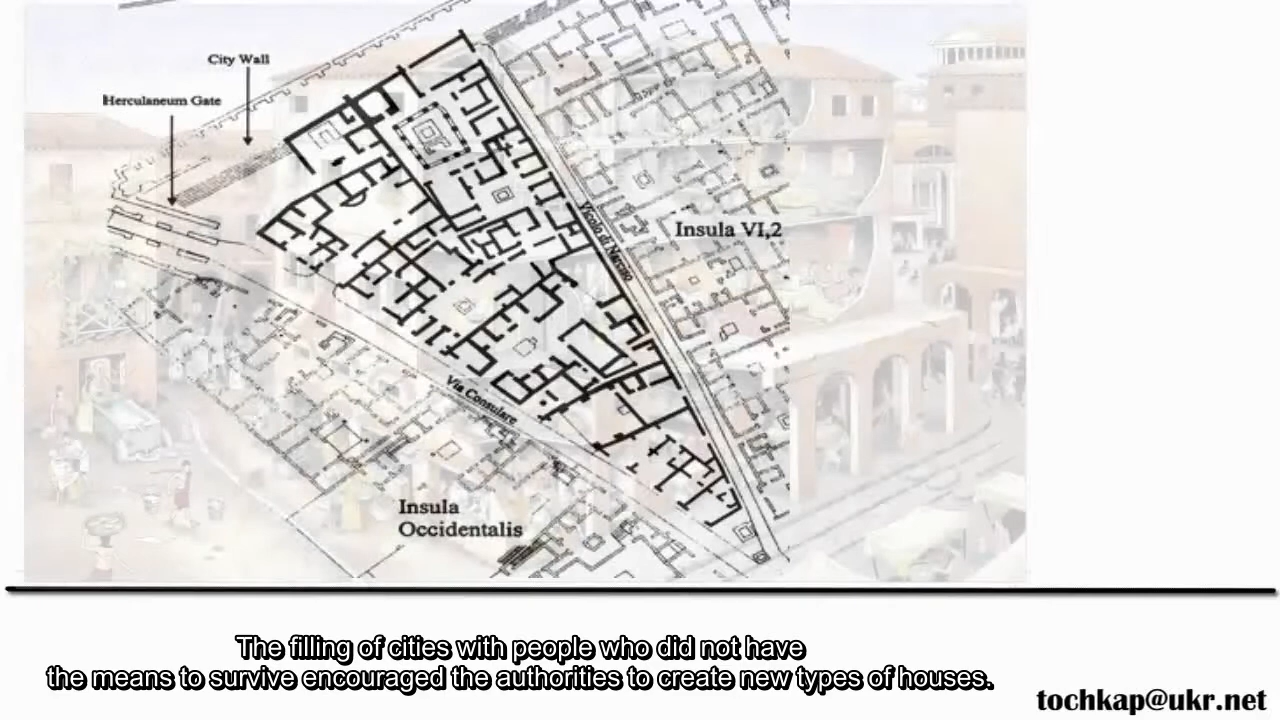 City Wall
Herculaneum Gate
Insula VI,2
Vicolo di Narciso
Via Consulare
Insula
Occidentalis
The filling of cities with people who did not have
the means to survive encouraged the authorities to create new types of houses.
tochkap@ukr.net